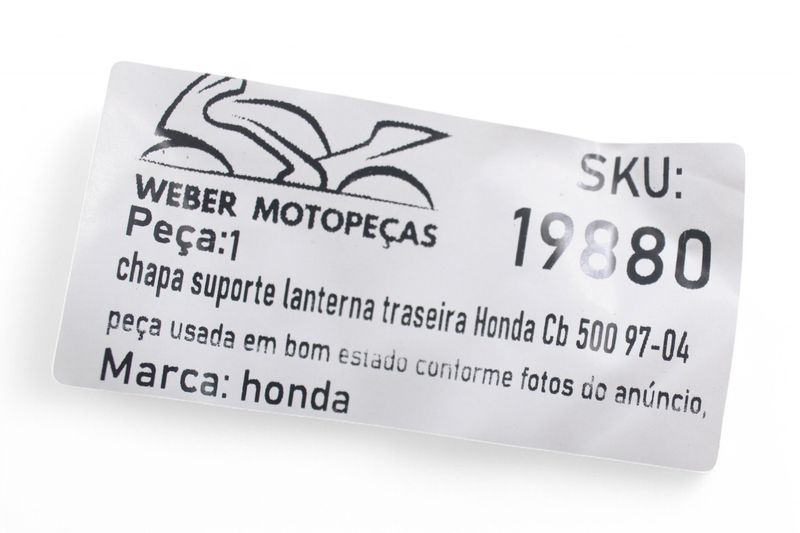 WEBER MOTOPEÇAS
SKU:
19880
Peça:1
chapa suporte lanterna traseira Honda Cb 500 97-04
peça usada em bom estado conforme fotos do anúncio,
Marca: honda